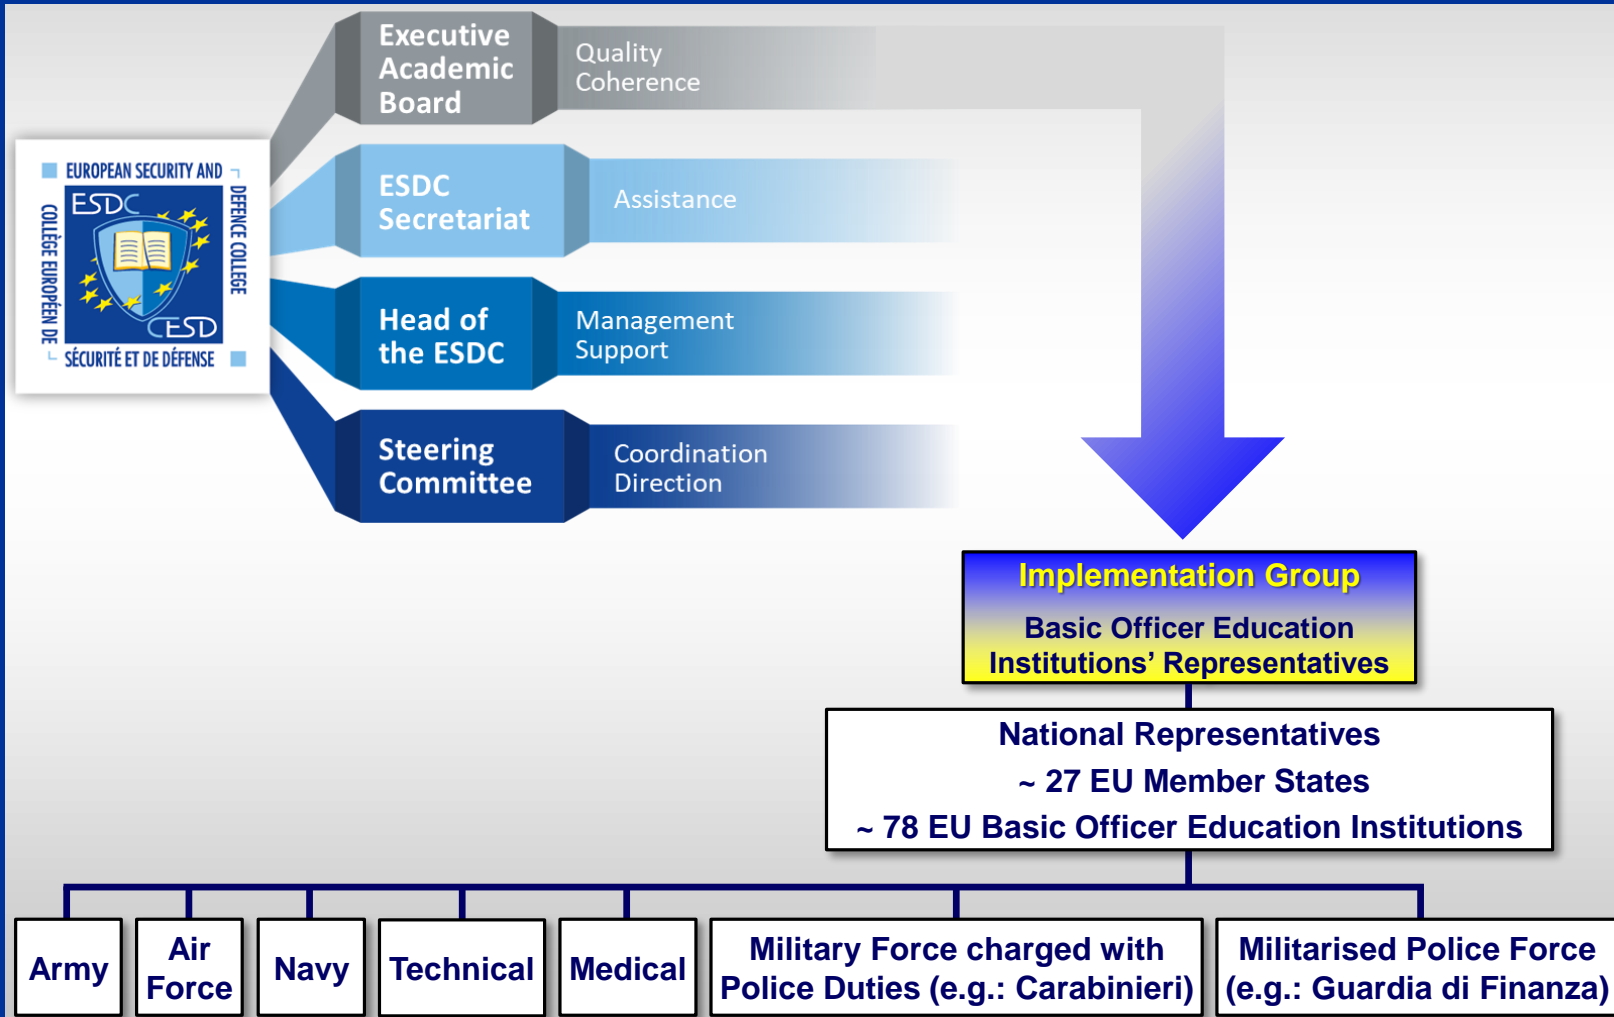 EUROPEAN SECURITY AND
DEFENCE COLLEGE
COLLÈGE EUROPÉEN DE
SÉCURITÉ ET DE DÉFENSE
ESDC
CESD
Executive
Academic
Board
Quality
Coherence
ESDC
Secretariat
Assistance
Head of
the ESDC
Management
Support
Steering
Committee
Coordination
Direction
Implementation Group
Basic Officer Education
Institutions’ Representatives
National Representatives
~ 27 EU Member States
~ 78 EU Basic Officer Education Institutions
Army
Air
Force
Navy
Technical
Medical
Military Force charged with
Police Duties (e.g.: Carabinieri)
Militarised Police Force
(e.g.: Guardia di Finanza)